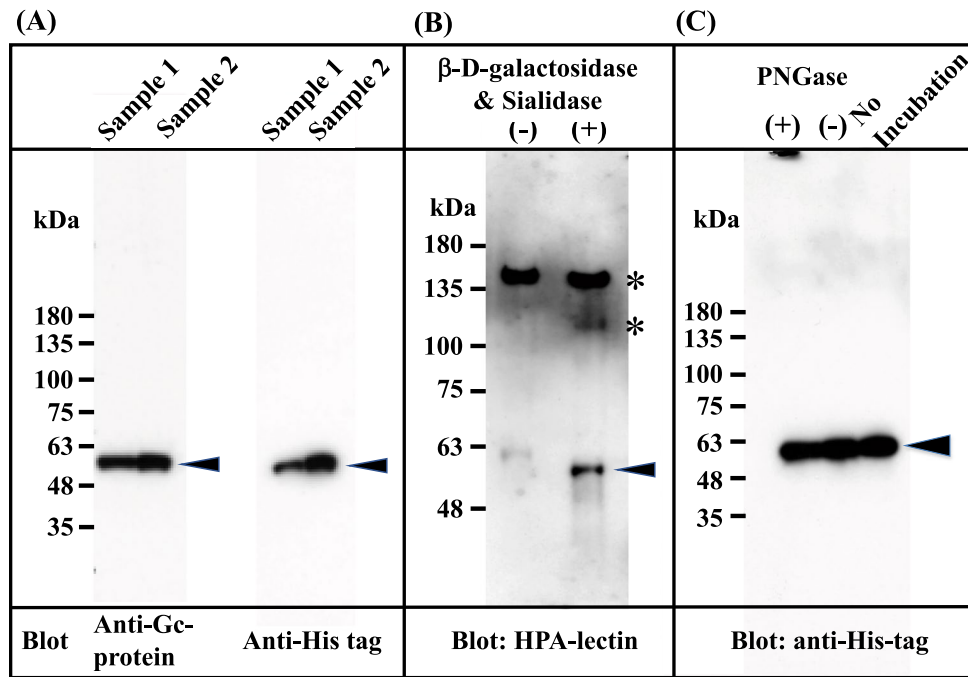 (A)
Sample 1
Sample 2
Sample 1
Sample 2
kDa
180
135
100
75
63
48
35
Blot
Anti-Gc-
protein
Anti-His tag
(B)
β-D-galactosidase
& Sialidase
(-)
(+)
kDa
180
135
100
75
63
48
*
*
Blot: HPA-lectin
(C)
PNGase
(+)
(-)
No
Incubation
kDa
180
135
100
75
63
48
35
Blot: anti-His-tag